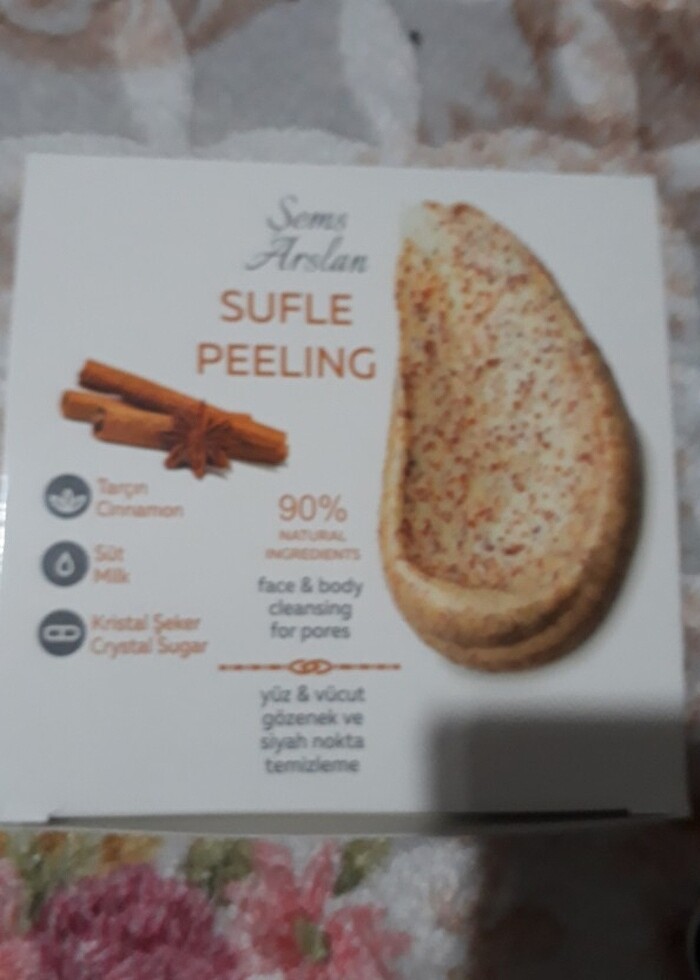 Şems
Arslan
SUFLE
PEELING
Tarçın
Cinnamon
Süt
Milk
Kristal Şeker
Crystal Sugar
90%
NATURAL
INGREDIENTS
face & body
cleansing
for pores
yüz & vücut
gözenek ve
siyah nokta
temizleme